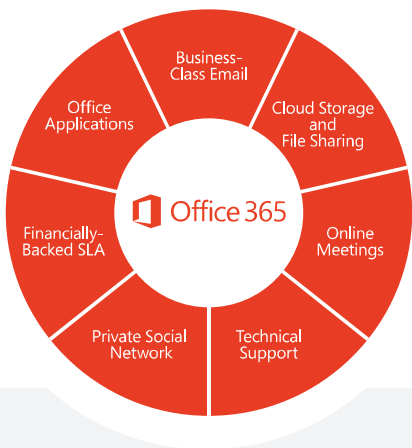 Business-
Class Email
Cloud Storage
and
File Sharing
Online
Meetings
Technical
Support
Private Social
Network
Financially-
Backed SLA
Office
Applications
Office 365